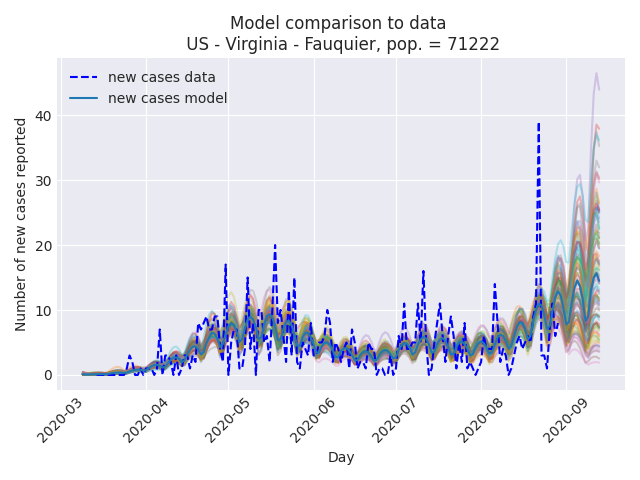 Model comparison to data
US - Virginia - Fauquier, pop. = 71222
new cases data
new cases model
Number of new cases reported
40
30
20
10
0
2020-03
2020-04
2020-05
2020-06
2020-07
2020-08
2020-09
Day